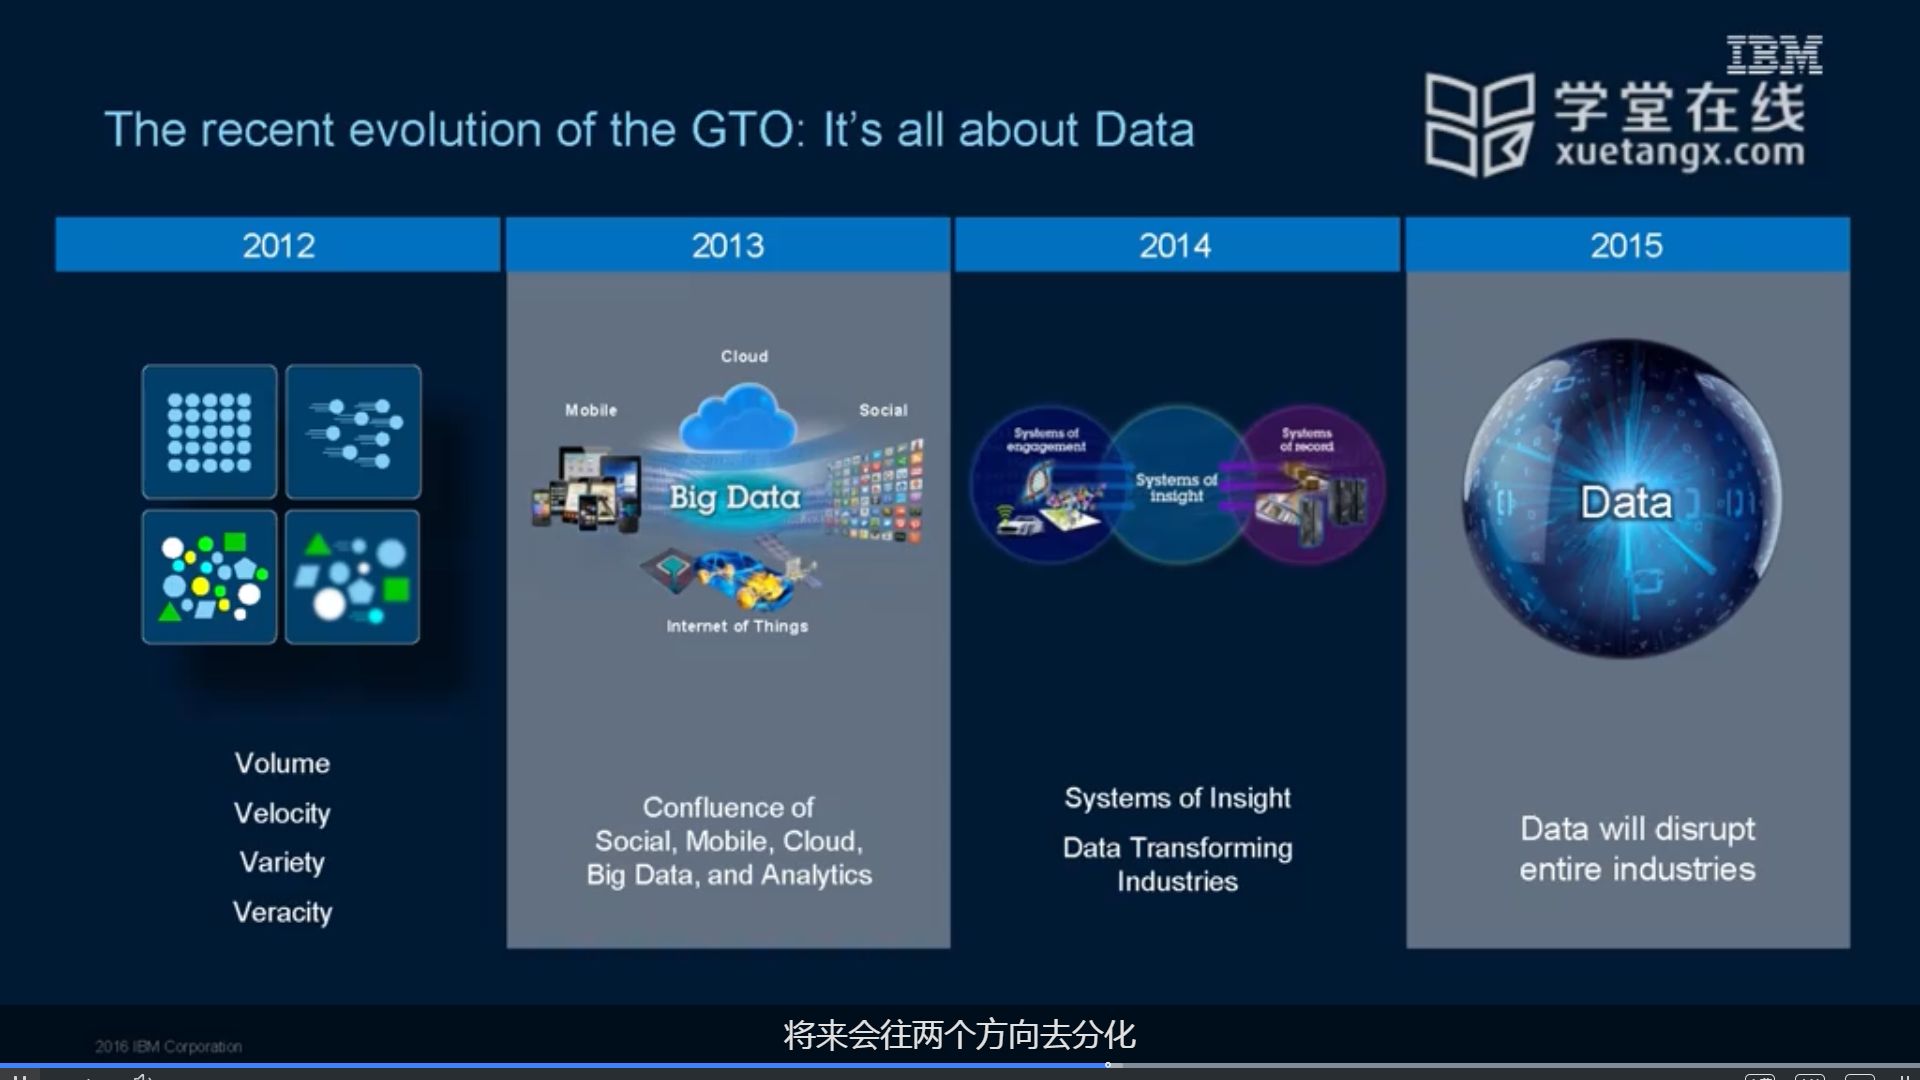 IBM
学堂在线
xuetangx.com
The recent evolution of the GTO: It's all about Data
2012
Volume
Velocity
Variety
Veracity
2013
Cloud
Mobile
Social
Big Data
Internet of Things
Confluence of
Social, Mobile, Cloud,
Big Data, and Analytics
2014
Systems of
engagement
Systems of
insight
Systems
of record
Systems of Insight
Data Transforming
Industries
2015
Data
Data will disrupt
entire industries
将来会往两个方向去分化
2016 IBM Corporation